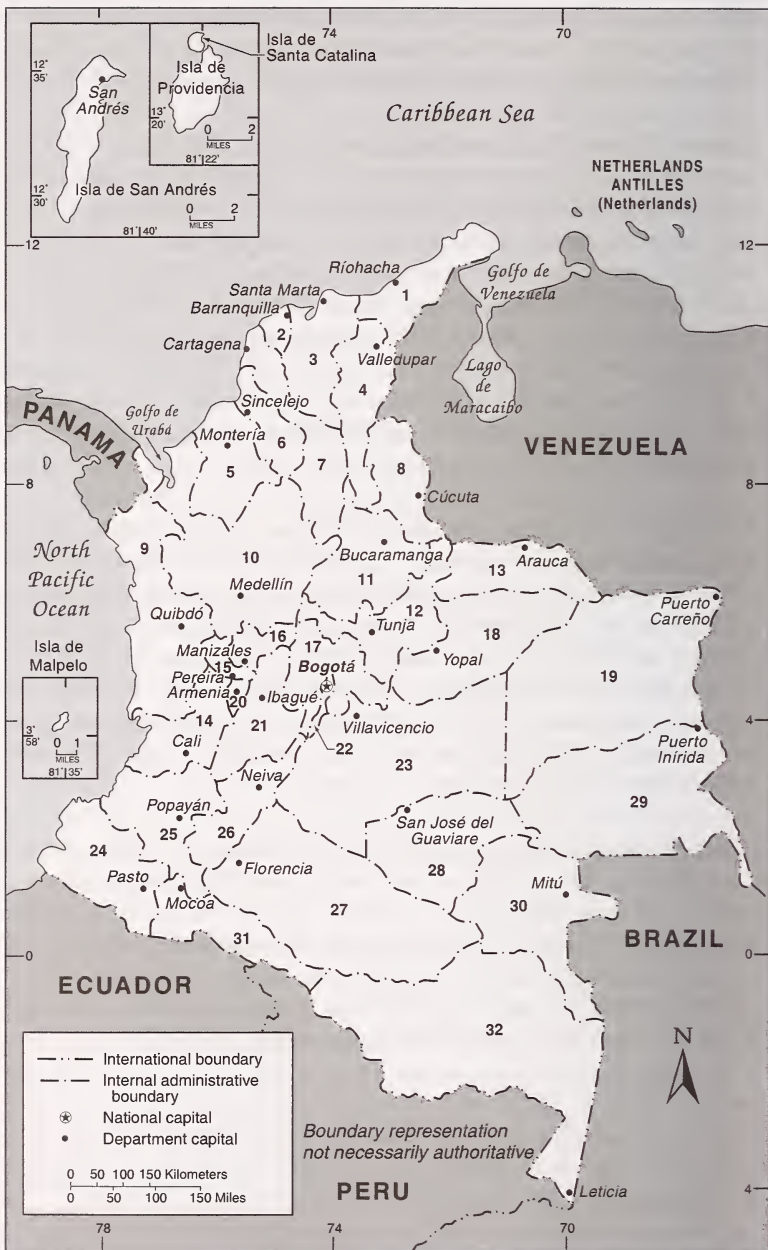 74
70
Isla de
Santa Catalina
12°
35'
San
Andrés
Isla de
Providencia
13°
20'
0 2
MILES
81°22'
12°
30'
Isla de San Andrés
0 2
MILES
81°40'
Caribbean Sea
NETHERLANDS
ANTILLES
(Netherlands)
12
12
Ríohacha
Golfo de
Venezuela
Santa Marta
1
Barranquilla
2
Cartagena
3
Valledupar
Lago
de
Maracaibo
4
Sincelejo
PANAMA
Golfo de
Urabá
Montería
6
VENEZUELA
5
7
8
8
8
Cúcuta
North
Pacific
Ocean
9
10
Bucaramanga
Arauca
13
11
Medellín
Puerto
Carreño
12
Quibdó
Tunja
16
17
18
Manizales
15
Bogotá
Yopal
19
Isla de
Malpelo
Pereira
Armenia
20
Ibagué
3°
58'
0 1
MILES
81°35'
14
21
Villavicencio
4
22
Cali
23
Puerto
Inírida
Neiva
29
Popayán
San José del
Guaviare
25
26
24
Florencia
28
Pasto
Mocoa
Mitú
30
27
31
BRAZIL
0
0
ECUADOR
32
N
International boundary
Internal administrative
boundary
National capital
Department capital
0 50 100 150 Kilometers
0 50 100 150 Miles
Boundary representation
not necessarily authoritative
PERU
Leticia
4
78
74
70